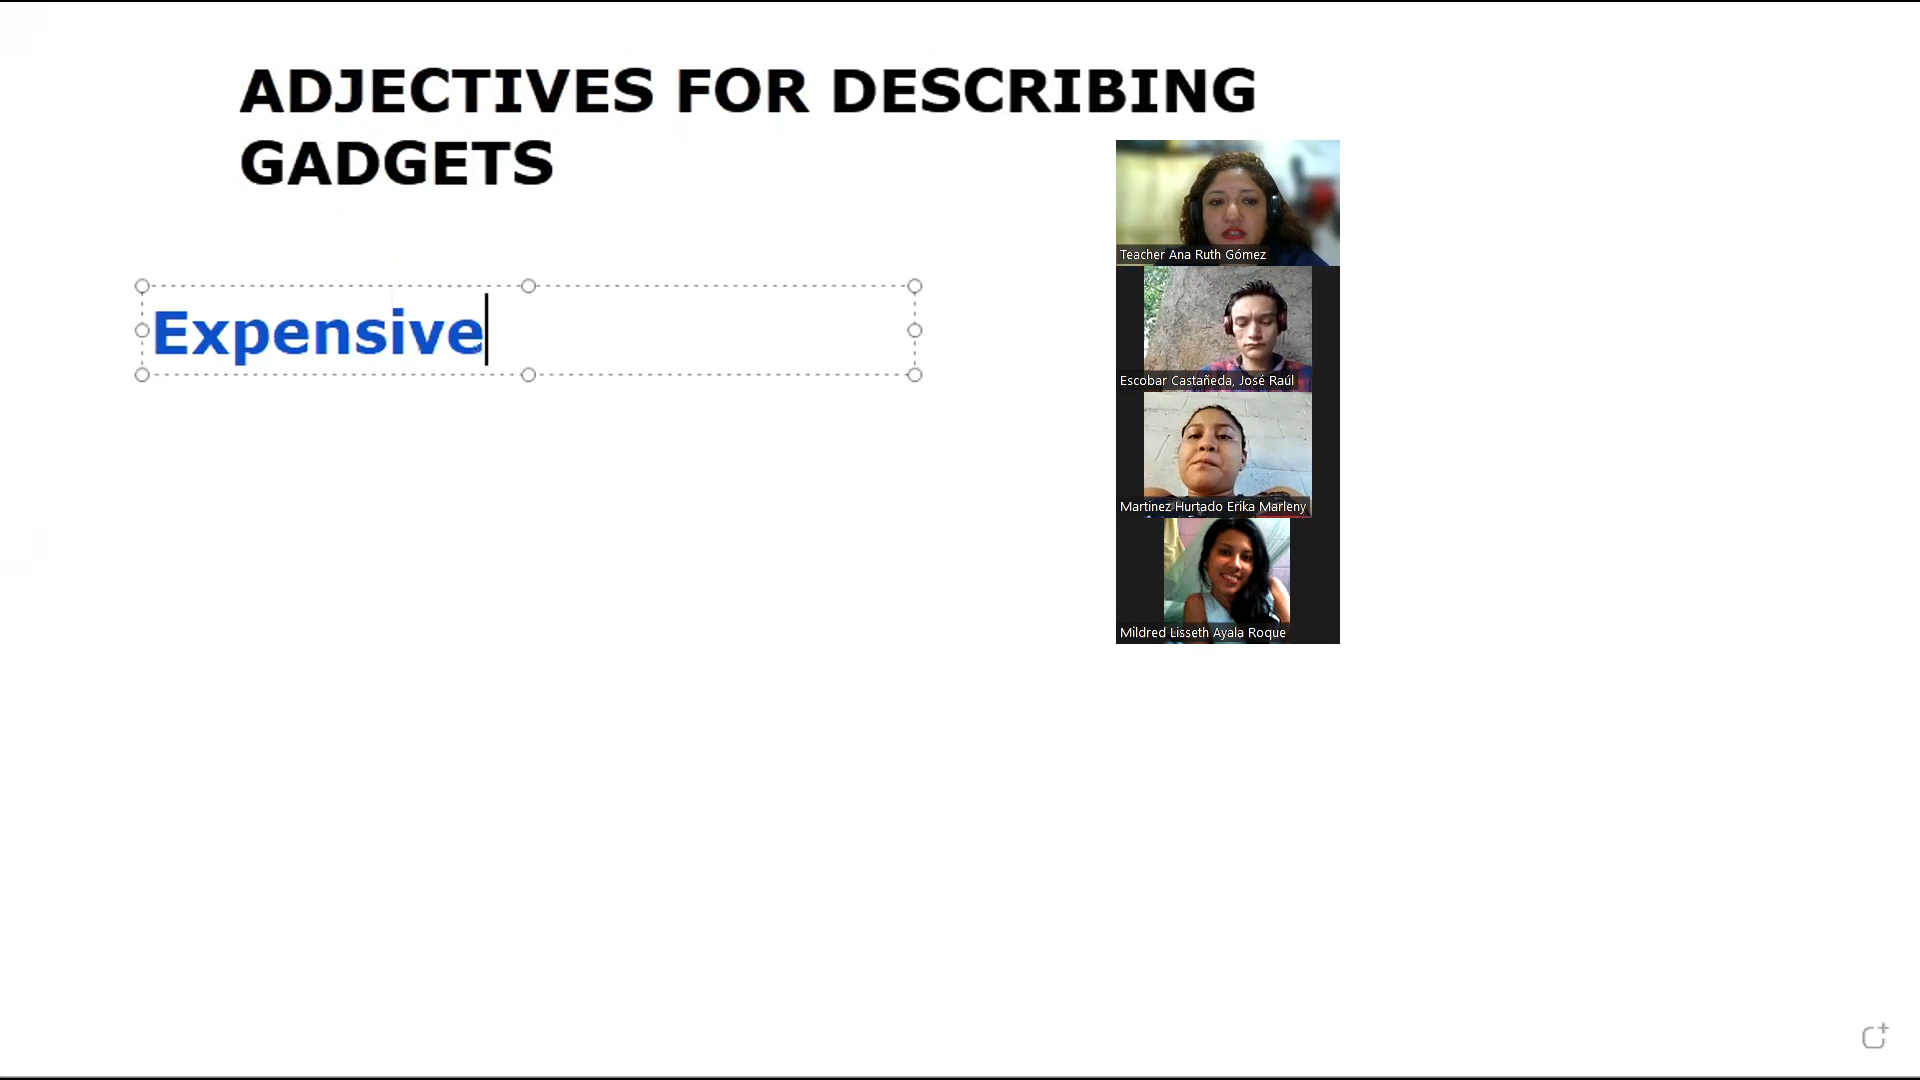 ADJECTIVES FOR DESCRIBING
GADGETS
Expensive
Teacher Ana Ruth Gómez
Escobar Castañeda, José Raúl
Martinez Hurtado Erika Marleny
Mildred Lisseth Ayala Roque